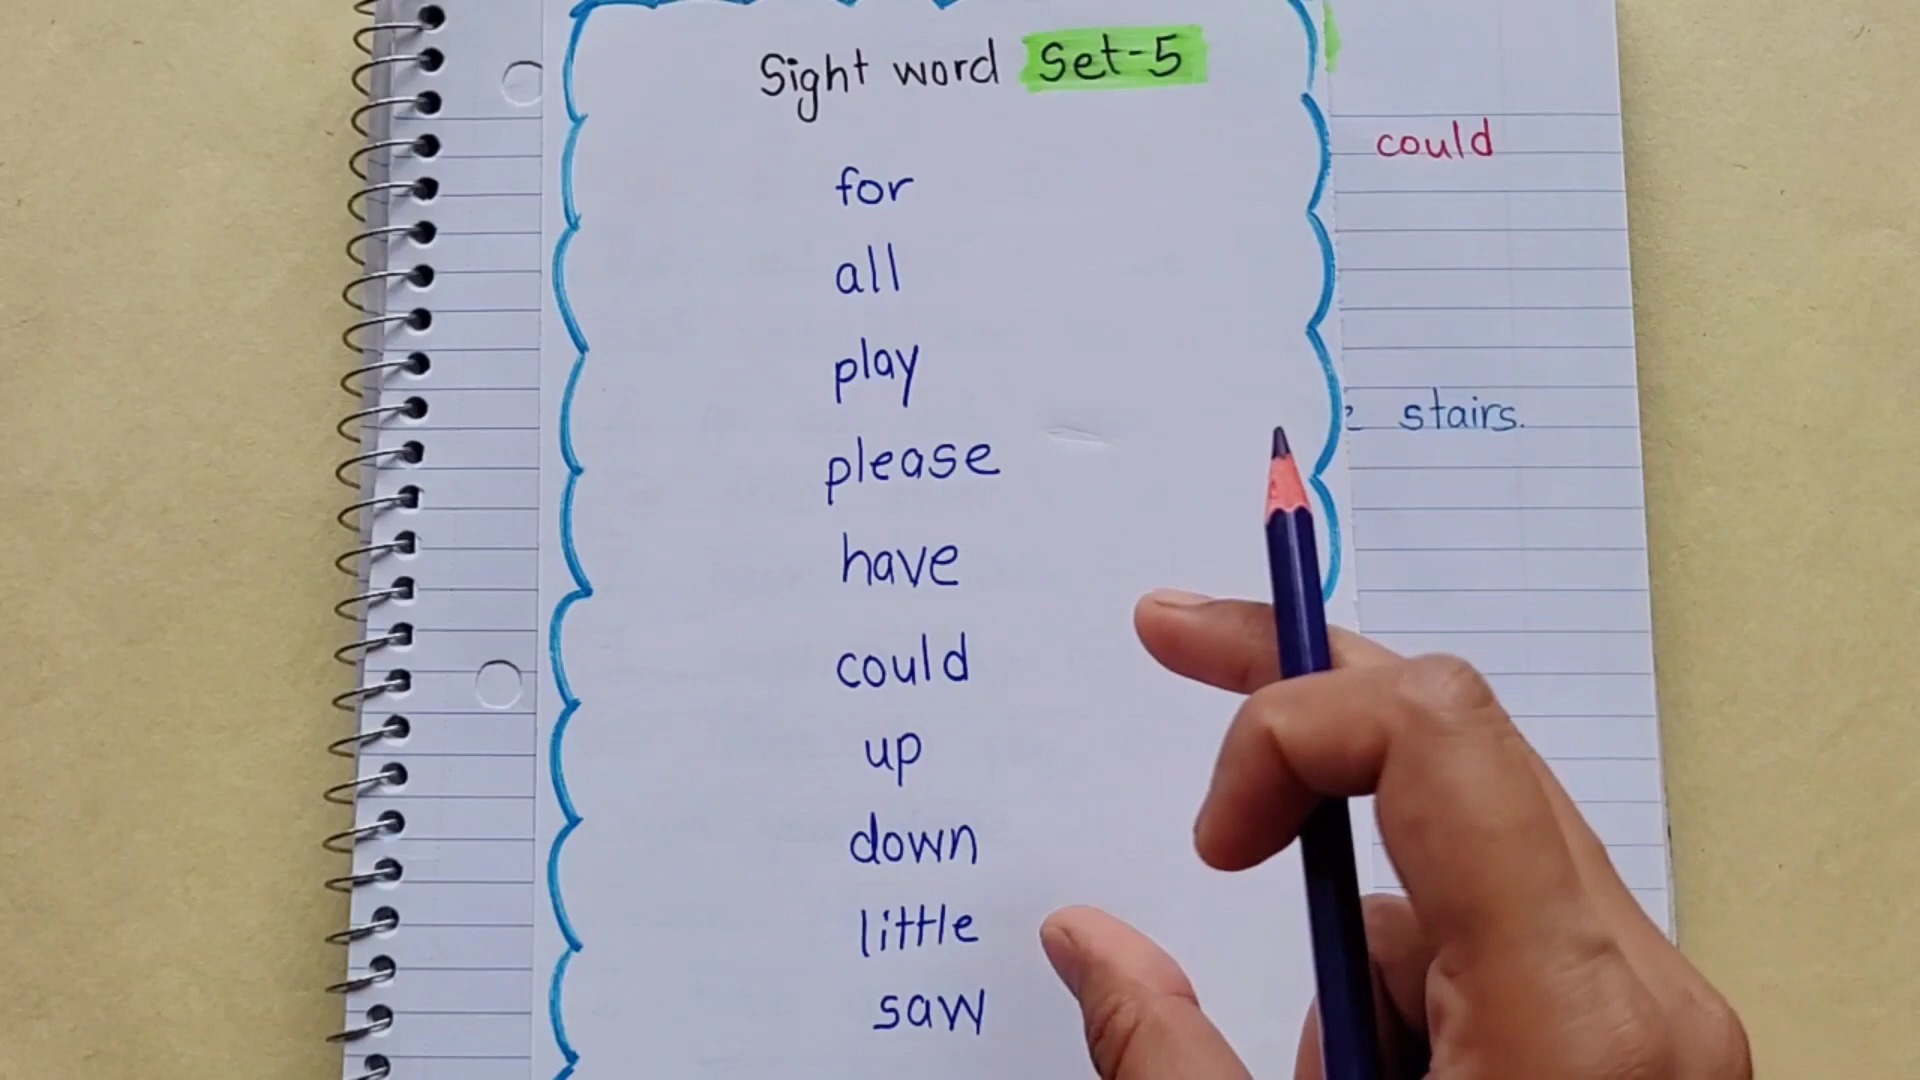 Sight word Set-5
could
for
all
play
please
stairs.
have
could
up
down
little
saw